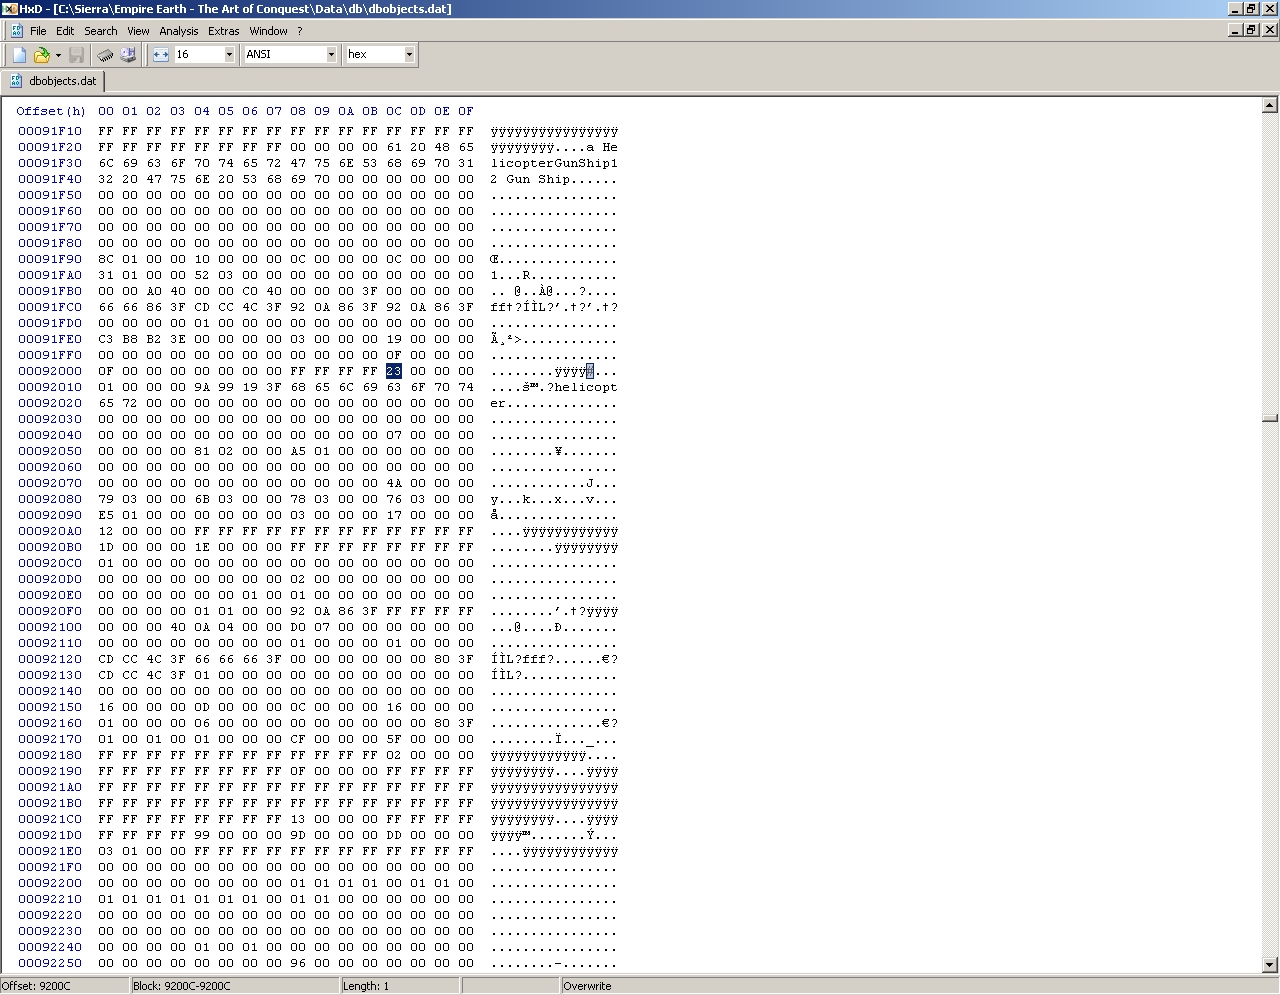 HxD - [C:\Sierra\Empire Earth - The Art of Conquest\Data\db\dbobjects.dat]
File Edit Search View Analysis Extras Window ?
16 ANSI hex
dbobjects.dat
Offset(h) 00 01 02 03 04 05 06 07 08 09 0A 0B 0C 0D 0E 0F
00091F10 FF FF FF FF FF FF FF FF FF FF FF FF FF FF FF FF ÿÿÿÿÿÿÿÿÿÿÿÿÿÿÿÿ
00091F20 FF FF FF FF FF FF FF FF 00 00 00 00 61 20 48 65 ÿÿÿÿÿÿÿÿ....a He
00091F30 6C 69 63 6F 70 74 65 72 47 75 6E 53 68 69 70 31 licopterGunShip1
00091F40 32 20 47 75 6E 20 53 68 69 70 00 00 00 00 00 00 2 Gun Ship......
00091F50 00 00 00 00 00 00 00 00 00 00 00 00 00 00 00 00 ................
00091F60 00 00 00 00 00 00 00 00 00 00 00 00 00 00 00 00 ................
00091F70 00 00 00 00 00 00 00 00 00 00 00 00 00 00 00 00 ................
00091F80 00 00 00 00 00 00 00 00 00 00 00 00 00 00 00 00 ................
00091F90 8C 01 00 00 10 00 00 00 0C 00 00 00 0C 00 00 00 Œ...............
00091FA0 31 01 00 00 52 03 00 00 00 00 00 00 00 00 00 00 1...R...........
00091FB0 00 00 A0 40 00 00 C0 40 00 00 00 3F 00 00 00 00 .. @..À@...?....
00091FC0 66 66 86 3F CD CC 4C 3F 92 0A 86 3F 92 0A 86 3F ff†?ÍÌL?’.†?’.†?
00091FD0 00 00 00 00 01 00 00 00 00 00 00 00 00 00 00 00 ................
00091FE0 C3 B8 B2 3E 00 00 00 00 03 00 00 00 19 00 00 00 Ã¸²>............
00091FF0 00 00 00 00 00 00 00 00 00 00 00 00 0F 00 00 00 ................
00092000 0F 00 00 00 00 00 00 00 FF FF FF FF 23 00 00 00 ........ÿÿÿÿ#...
00092010 01 00 00 00 9A 99 19 3F 68 65 6C 69 63 6F 70 74 ....š™.?helicopt
00092020 65 72 00 00 00 00 00 00 00 00 00 00 00 00 00 00 er..............
00092030 00 00 00 00 00 00 00 00 00 00 00 00 00 00 00 00 ................
00092040 00 00 00 00 00 00 00 00 00 00 00 00 07 00 00 00 ................
00092050 00 00 00 00 81 02 00 00 A5 01 00 00 00 00 00 00 ........¥.......
00092060 00 00 00 00 00 00 00 00 00 00 00 00 00 00 00 00 ................
00092070 00 00 00 00 00 00 00 00 00 00 00 00 4A 00 00 00 ............J...
00092080 79 03 00 00 6B 03 00 00 78 03 00 00 76 03 00 00 y...k...x...v...
00092090 E5 01 00 00 00 00 00 00 03 00 00 00 17 00 00 00 å...............
000920A0 12 00 00 00 FF FF FF FF FF FF FF FF FF FF FF FF ....ÿÿÿÿÿÿÿÿÿÿÿÿ
000920B0 1D 00 00 00 1E 00 00 00 FF FF FF FF FF FF FF FF ........ÿÿÿÿÿÿÿÿ
000920C0 01 00 00 00 00 00 00 00 00 00 00 00 00 00 00 00 ................
000920D0 00 00 00 00 00 00 00 00 02 00 00 00 00 00 00 00 ................
000920E0 00 00 00 00 00 00 01 00 01 00 00 00 00 00 00 00 ................
000920F0 00 00 00 00 01 01 00 00 92 0A 86 3F FF FF FF FF ........’.†?ÿÿÿÿ
00092100 00 00 00 40 0A 04 00 00 D0 07 00 00 00 00 00 00 ...@....Ð.......
00092110 00 00 00 00 00 00 00 00 01 00 00 00 01 00 00 00 ................
00092120 CD CC 4C 3F 66 66 66 3F 00 00 00 00 00 00 80 3F ÍÌL?fff?......€?
00092130 CD CC 4C 3F 01 00 00 00 00 00 00 00 00 00 00 00 ÍÌL?............
00092140 00 00 00 00 00 00 00 00 00 00 00 00 00 00 00 00 ................
00092150 16 00 00 00 0D 00 00 00 0C 00 00 00 16 00 00 00 ................
00092160 01 00 00 00 06 00 00 00 00 00 00 00 00 00 80 3F ..............€?
00092170 01 00 01 00 01 00 00 00 CF 00 00 00 5F 00 00 00 ........Ï..._...
00092180 FF FF FF FF FF FF FF FF FF FF FF FF 02 00 00 00 ÿÿÿÿÿÿÿÿÿÿÿÿ....
00092190 FF FF FF FF FF FF FF FF 0F 00 00 00 FF FF FF FF ÿÿÿÿÿÿÿÿ....ÿÿÿÿ
000921A0 FF FF FF FF FF FF FF FF FF FF FF FF FF FF FF FF ÿÿÿÿÿÿÿÿÿÿÿÿÿÿÿÿ
000921B0 FF FF FF FF FF FF FF FF FF FF FF FF FF FF FF FF ÿÿÿÿÿÿÿÿÿÿÿÿÿÿÿÿ
000921C0 FF FF FF FF FF FF FF FF 13 00 00 00 FF FF FF FF ÿÿÿÿÿÿÿÿ....ÿÿÿÿ
000921D0 FF FF FF FF 99 00 00 00 9D 00 00 00 DD 00 00 00 ÿÿÿÿ™.......Ý...
000921E0 03 01 00 00 FF FF FF FF FF FF FF FF FF FF FF FF ....ÿÿÿÿÿÿÿÿÿÿÿÿ
000921F0 00 00 00 00 00 00 00 00 00 00 00 00 00 00 00 00 ................
00092200 00 00 00 00 00 00 00 00 01 01 01 01 00 01 01 00 ................
00092210 01 01 01 01 01 01 00 01 01 00 00 00 00 00 00 00 ................
00092220 00 00 00 00 00 00 00 00 00 00 00 00 00 00 00 00 ................
00092230 00 00 00 00 00 00 00 00 00 00 00 00 00 00 00 00 ................
00092240 00 00 00 00 01 00 01 00 00 00 00 00 00 00 00 00 ................
00092250 00 00 00 00 00 00 00 00 96 00 00 00 00 00 00 00 ........–.......
Offset: 9200C Block: 9200C-9200C Length: 1 Overwrite